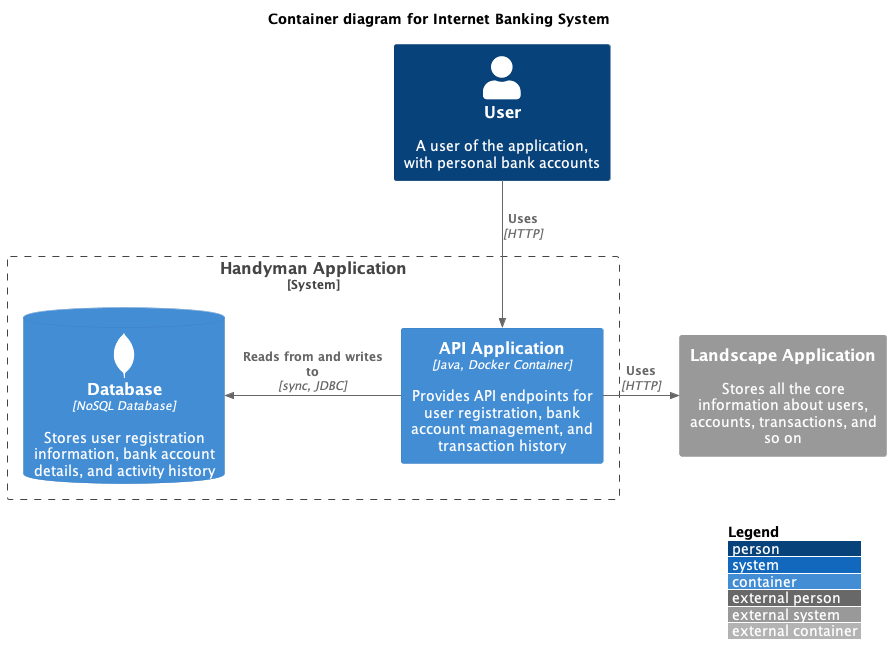 Container diagram for Internet Banking System
User
A user of the application,
with personal bank accounts
Uses
[HTTP]
Handyman Application
[System]
Database
[NoSQL Database]
Stores user registration
information, bank account
details, and activity history
Reads from and writes
to
[sync, JDBC]
API Application
[Java, Docker Container]
Provides API endpoints for
user registration, bank
account management, and
transaction history
Uses
[HTTP]
Landscape Application
Stores all the core
information about users,
accounts, transactions, and
so on
Legend
person
system
container
external person
external system
external container